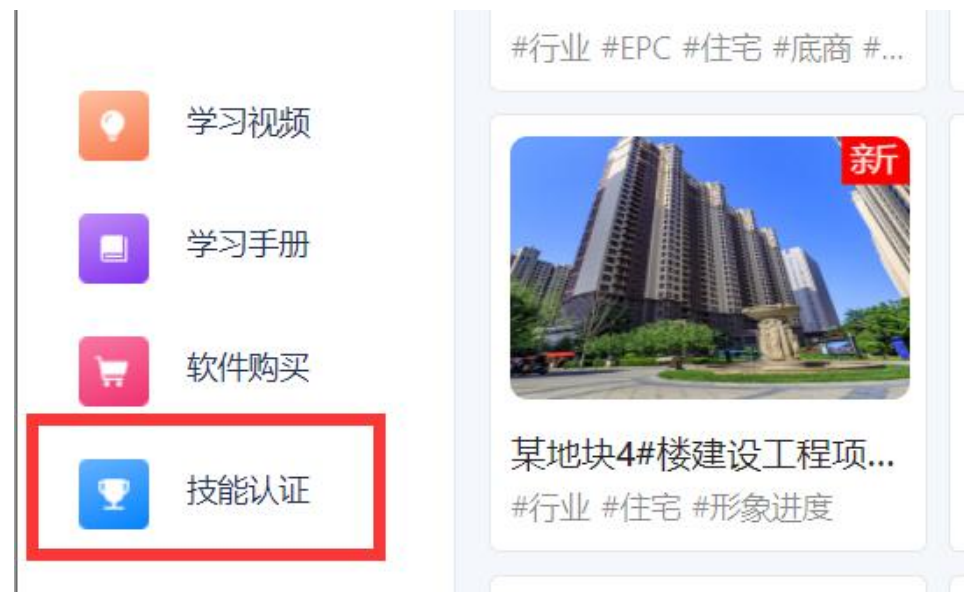 #行业 #EPC #住宅 #底商 #...
学习视频
新
学习手册
软件购买
某地块4#楼建设工程项...
技能认证
#行业 #住宅 #形象进度